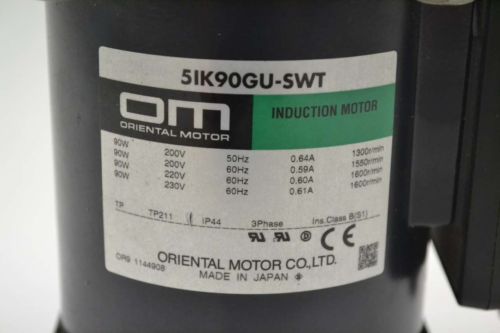 5IK90GU-SWT
OM
ORIENTAL MOTOR
INDUCTION MOTOR
90W 200V 50Hz 0.64A 1300r/min
90W 200V 60Hz 0.59A 1550r/min
90W 220V 60Hz 0.60A 1600r/min
90W 230V 60Hz 0.61A 1600r/min
TP TP211 IP44 3Phase Ins.Class B(S1)
CE
ORIENTAL MOTOR CO.,LTD.
OR9 1144908
MADE IN JAPAN